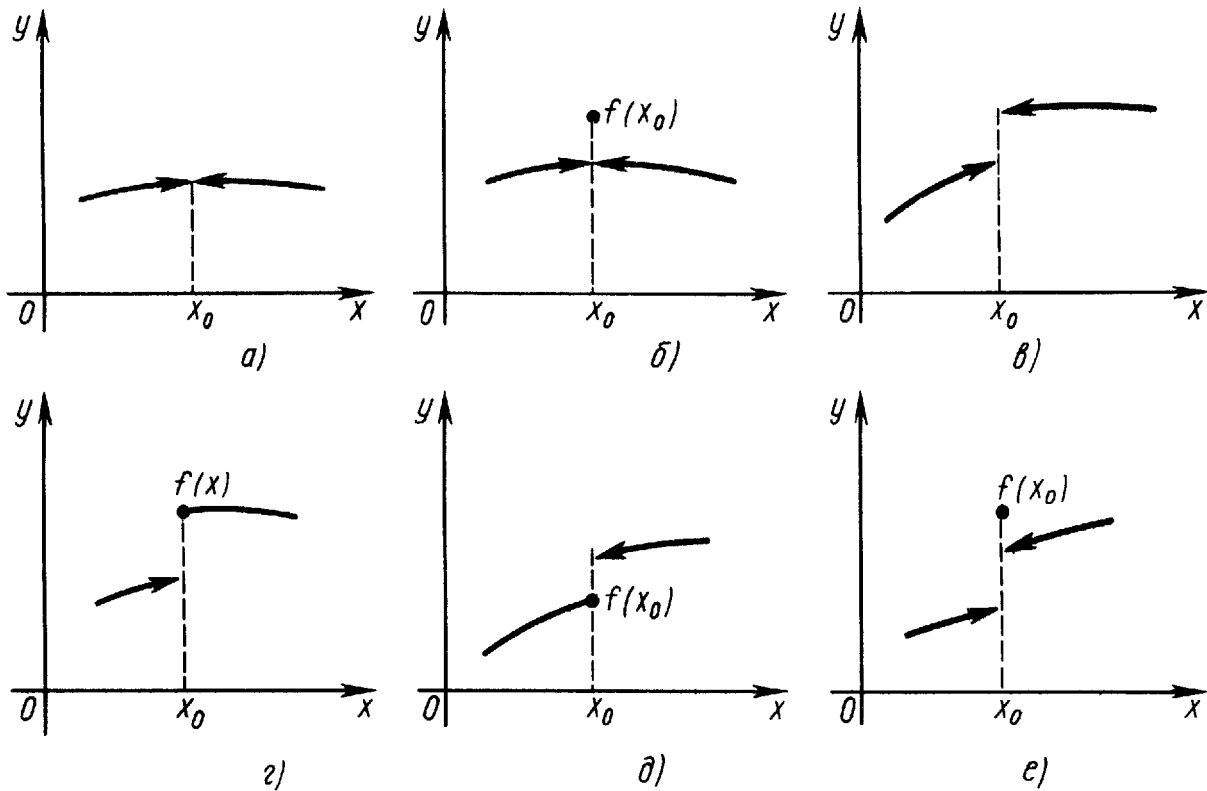 y y y
f(x₀)
0 x₀ x 0 x₀ x 0 x₀ x
а) б) в)
y y y
f(x) f(x₀)
f(x₀)
0 x₀ x 0 x₀ x 0 x₀ x
г) д) е)